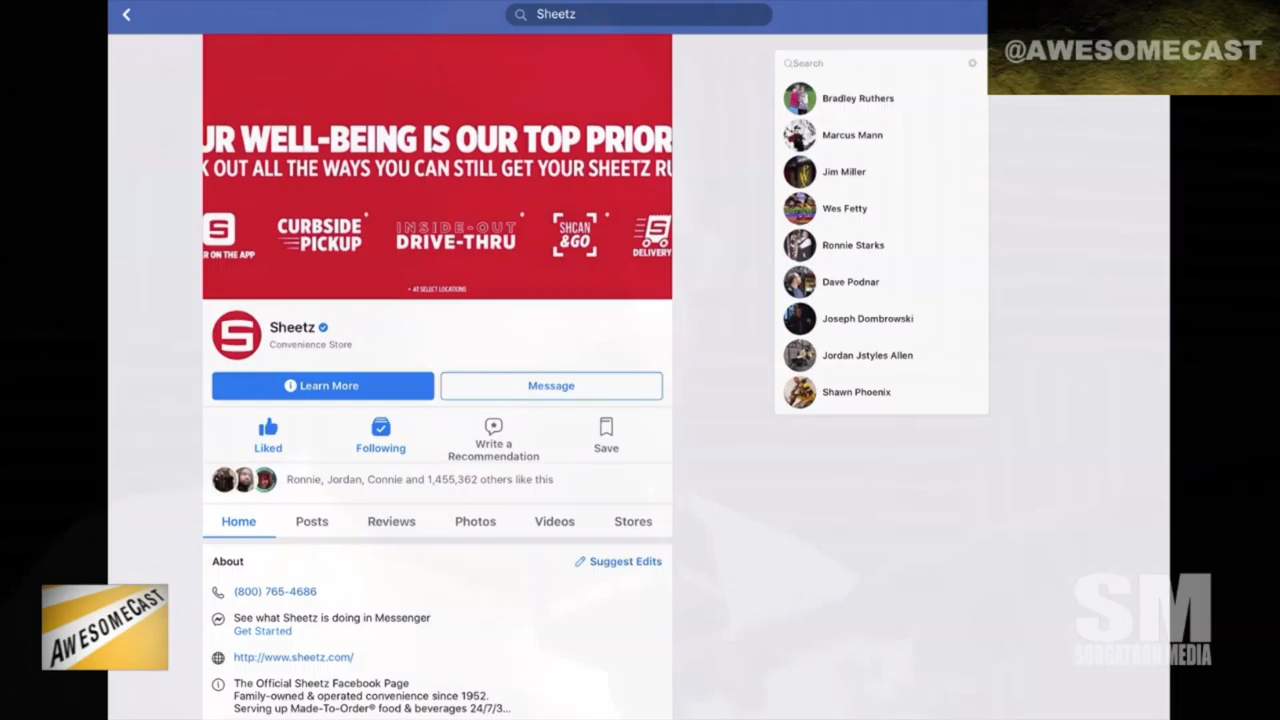 Sheetz
@AWESOMECAST
Search
Bradley Ruthers
Marcus Mann
Jim Miller
Wes Fetty
Ronnie Starks
Dave Podnar
Joseph Dombrowski
Jordan Jstyles Allen
Shawn Phoenix
UR WELL-BEING IS OUR TOP PRIOR
K OUT ALL THE WAYS YOU CAN STILL GET YOUR SHEETZ RU
S
R ON THE APP
CURBSIDE
PICKUP
INSIDE-OUT
DRIVE-THRU
SHCAN
&GO
DELIVERY
* AT SELECT LOCATIONS
Sheetz
Convenience Store
Learn More
Message
Liked
Following
Write a
Recommendation
Save
Ronnie, Jordan, Connie and 1,455,362 others like this
Home
Posts
Reviews
Photos
Videos
Stores
About
Suggest Edits
(800) 765-4686
See what Sheetz is doing in Messenger
Get Started
http://www.sheetz.com/
The Official Sheetz Facebook Page
Family-owned & operated convenience since 1952.
Serving up Made-To-Order® food & beverages 24/7/3...
AWESOMECAST
SM
SORGATRON MEDIA